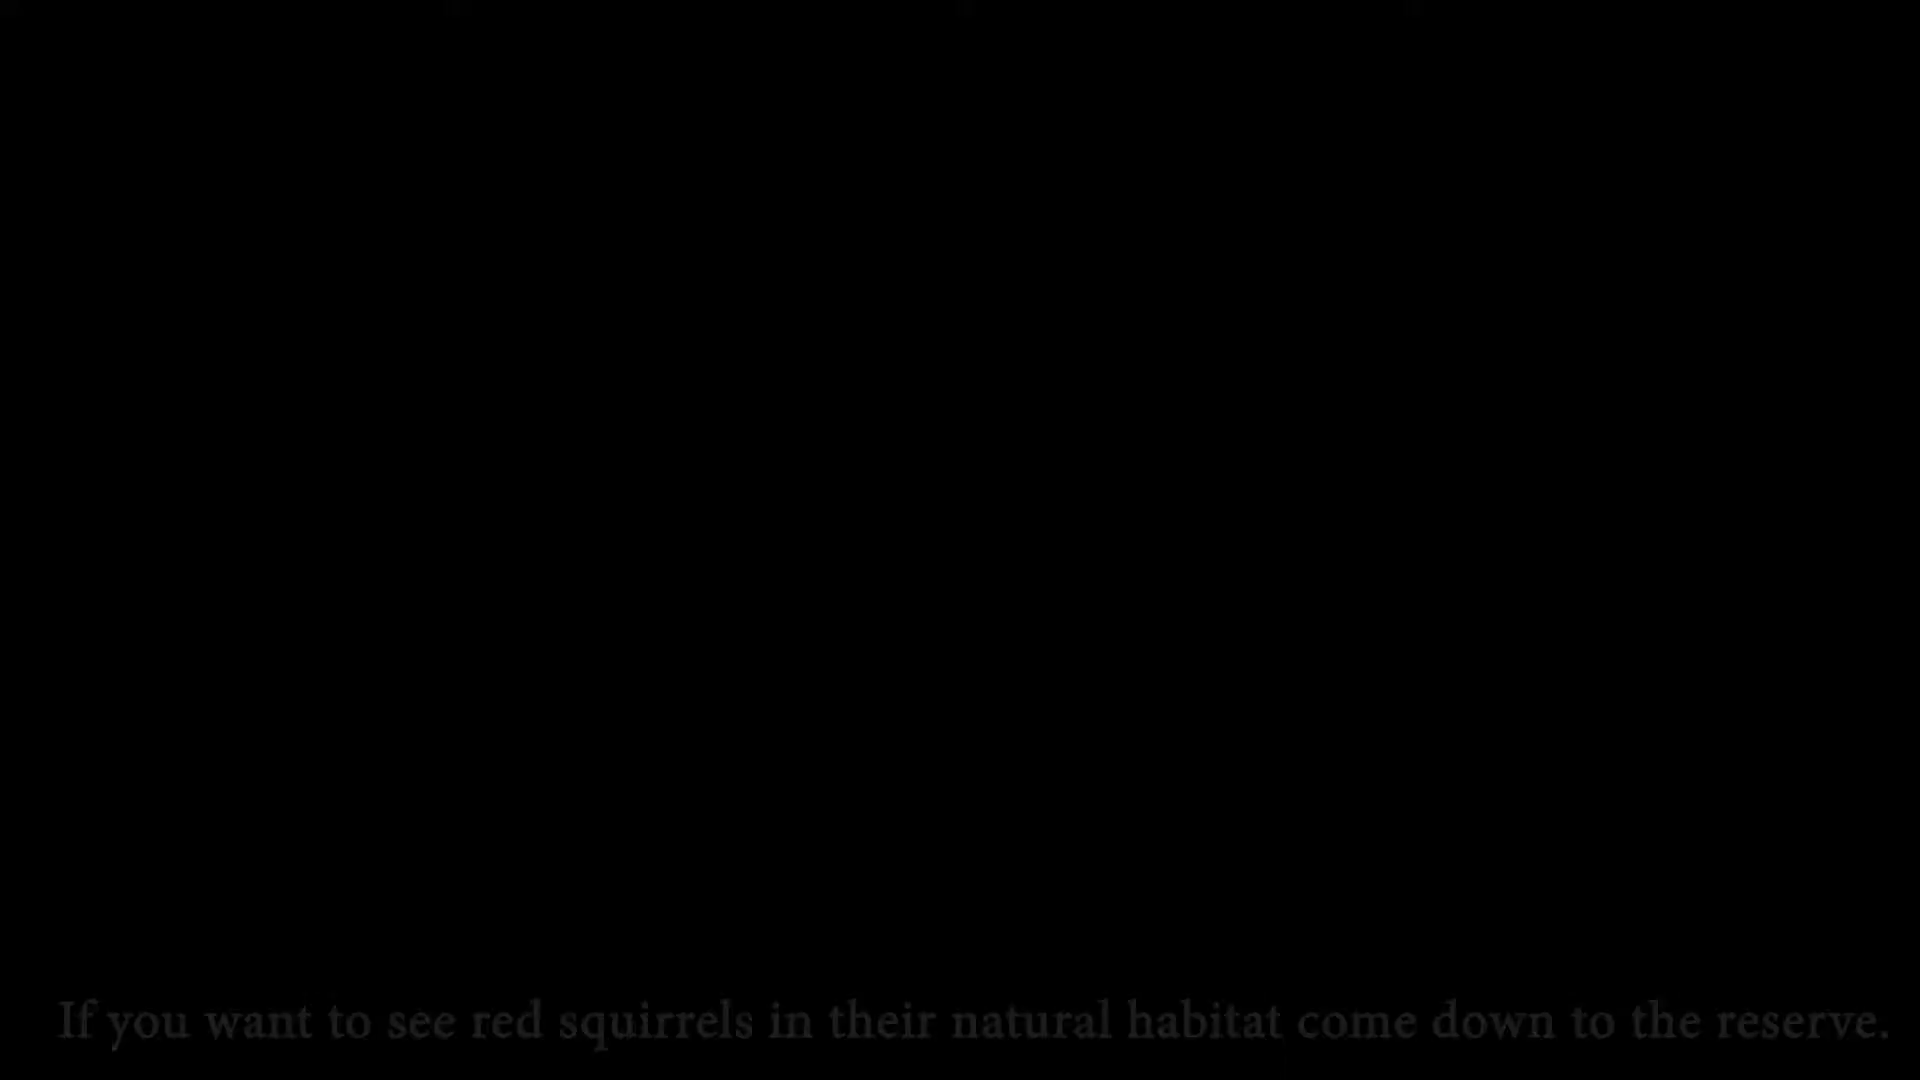 If you want to see red squirrels in their natural habitat come down to the reserve.